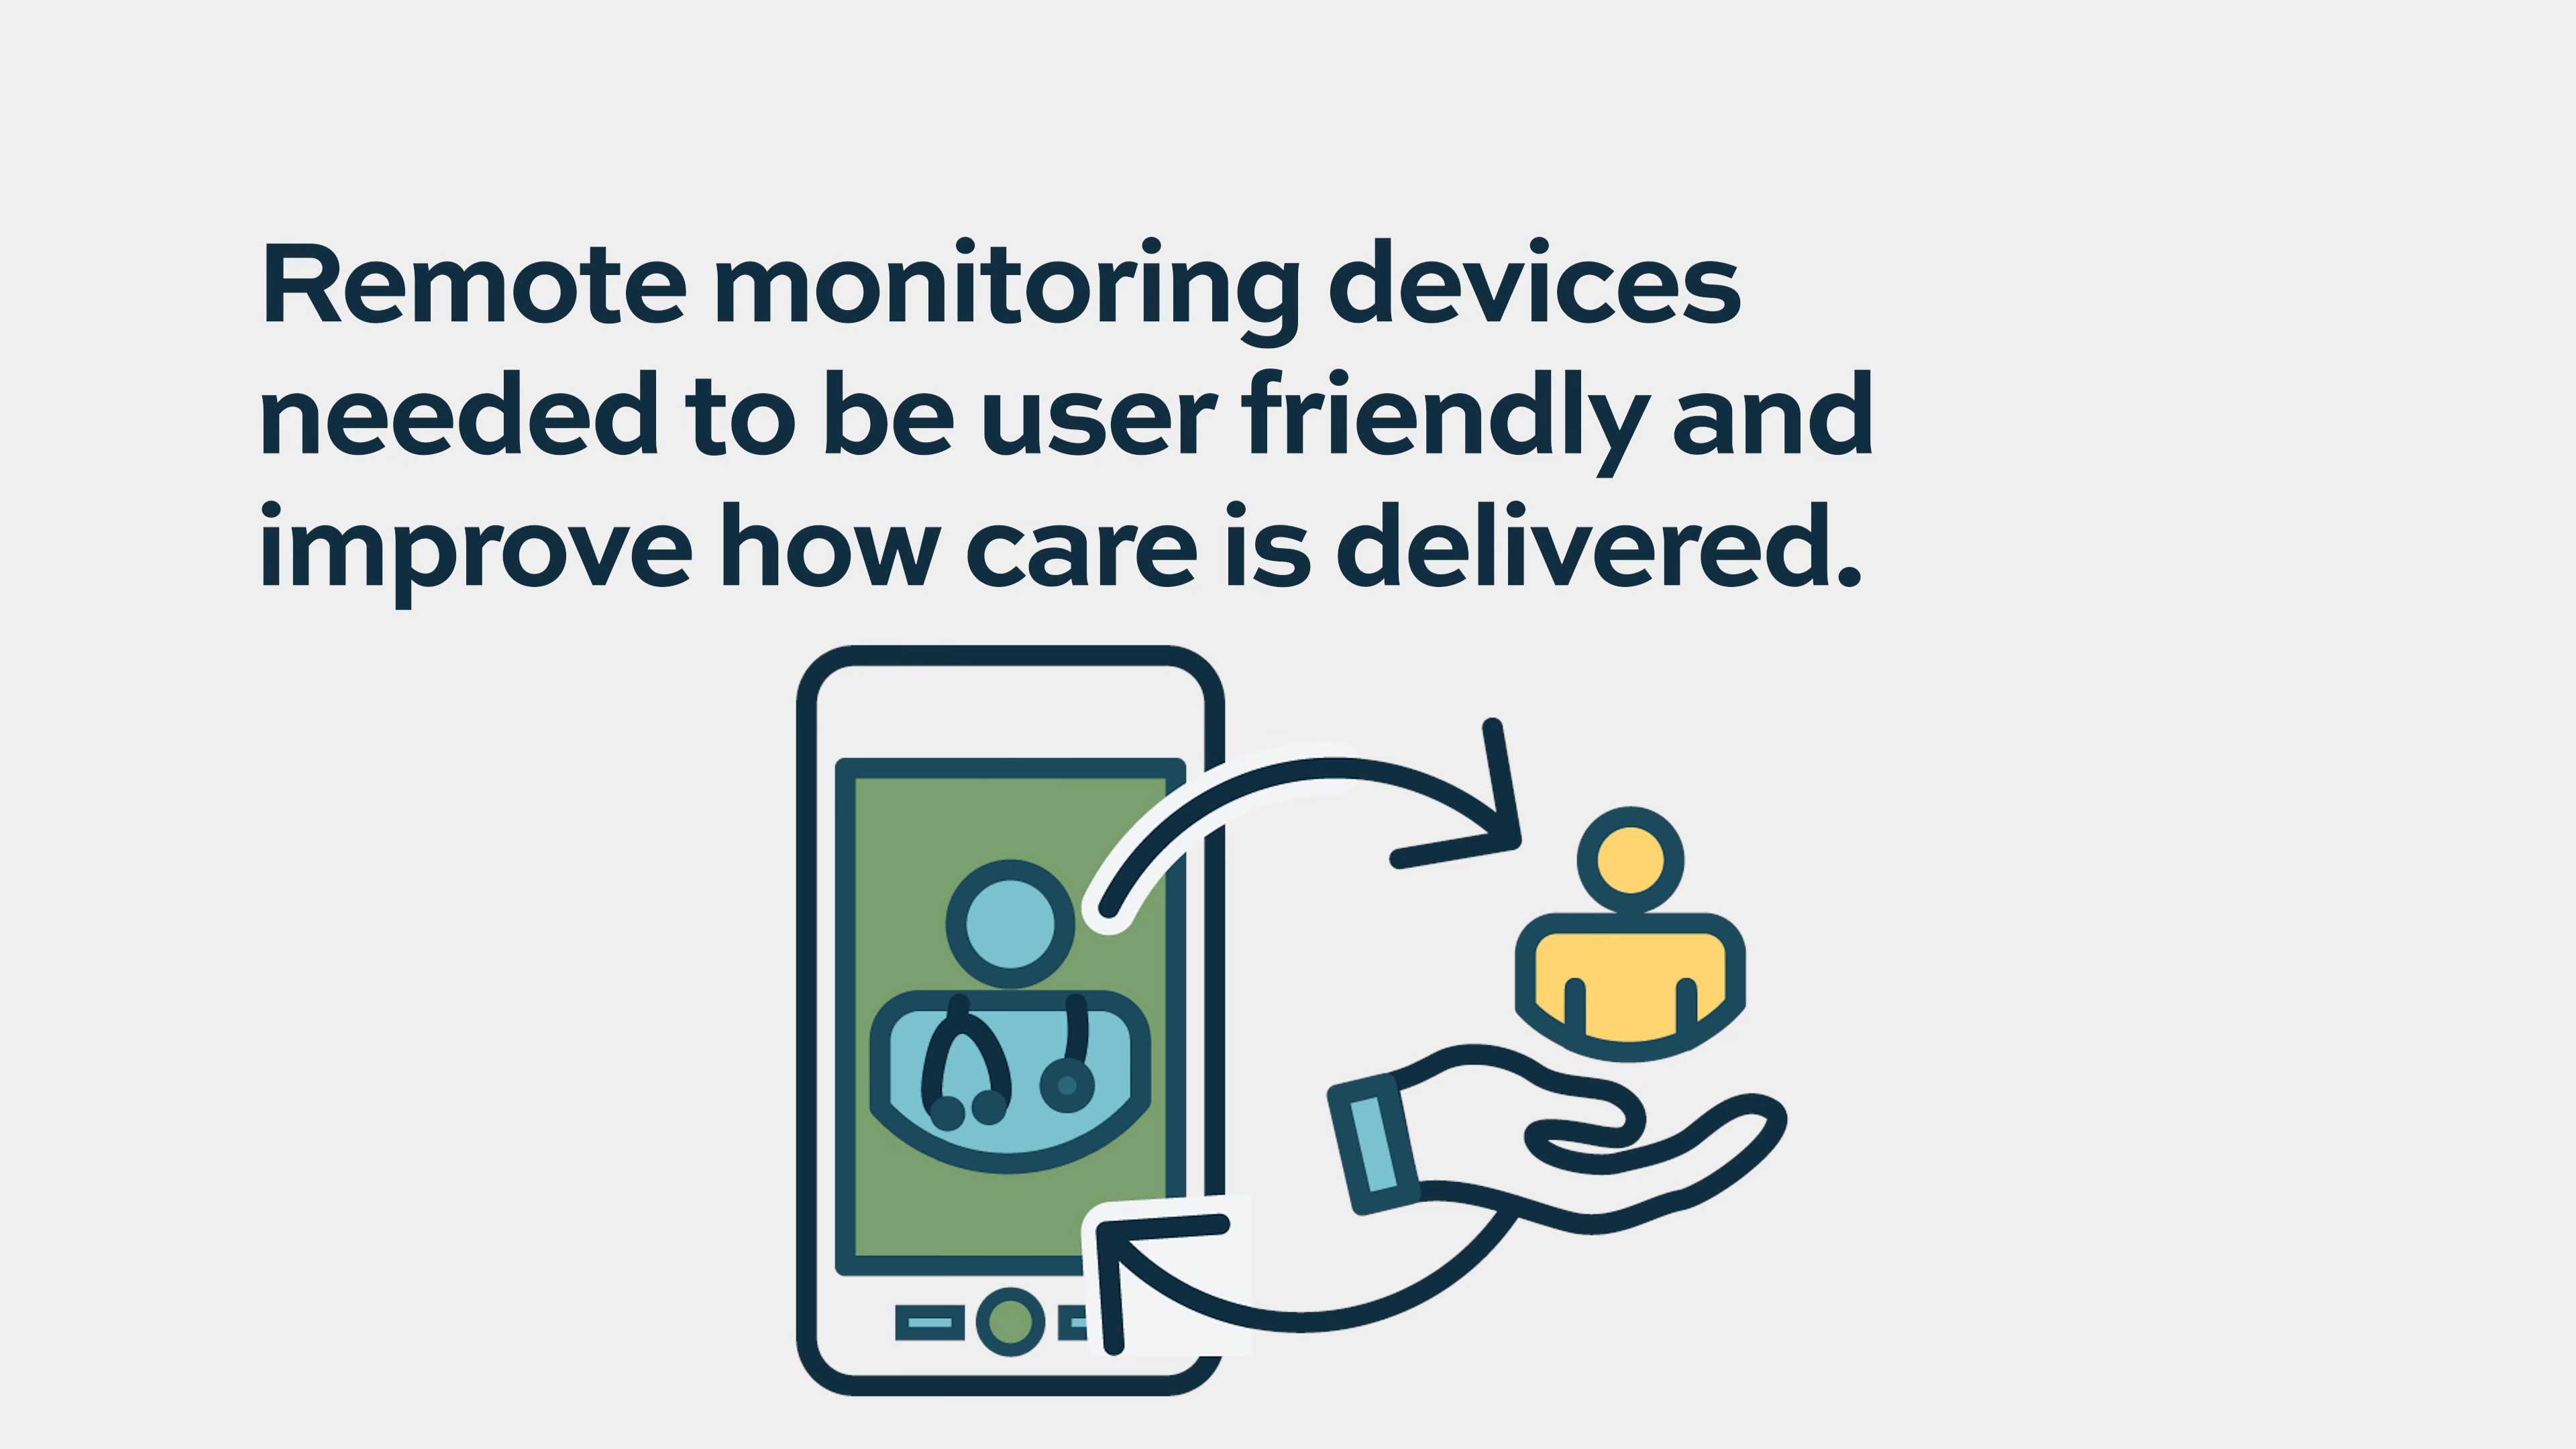 Remote monitoring devices
needed to be user friendly and
improve how care is delivered.